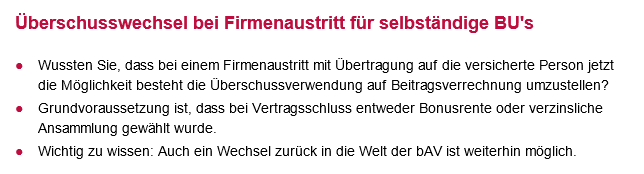 Überschusswechsel bei Firmenaustritt für selbständige BU's
● Wussten Sie, dass bei einem Firmenaustritt mit Übertragung auf die versicherte Person jetzt
die Möglichkeit besteht die Überschussverwendung auf Beitragsverrechnung umzustellen?
● Grundvoraussetzung ist, dass bei Vertragsschluss entweder Bonusrente oder verzinsliche
Ansammlung gewählt wurde.
● Wichtig zu wissen: Auch ein Wechsel zurück in die Welt der bAV ist weiterhin möglich.